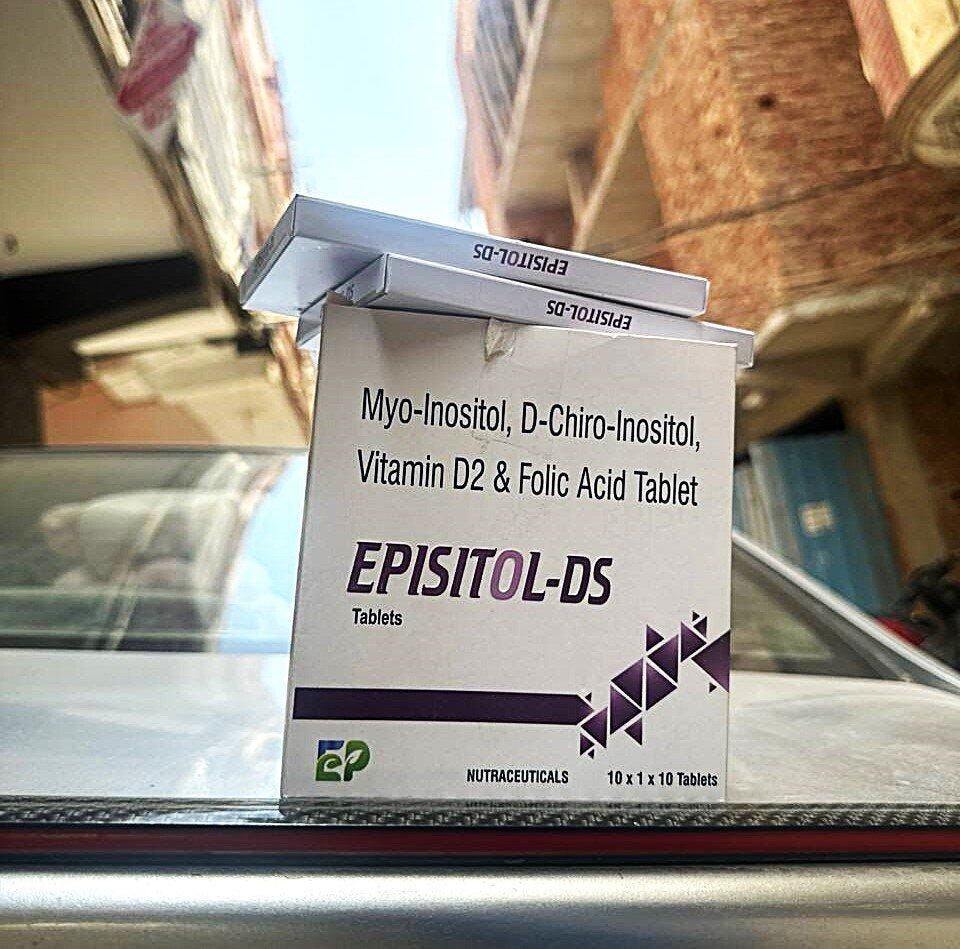 EPISITOL-DS
EPISITOL-DS
Myo-Inositol, D-Chiro-Inositol,
Vitamin D2 & Folic Acid Tablet
EPISITOL-DS
Tablets
EP
NUTRACEUTICALS
10 x 1 x 10 Tablets